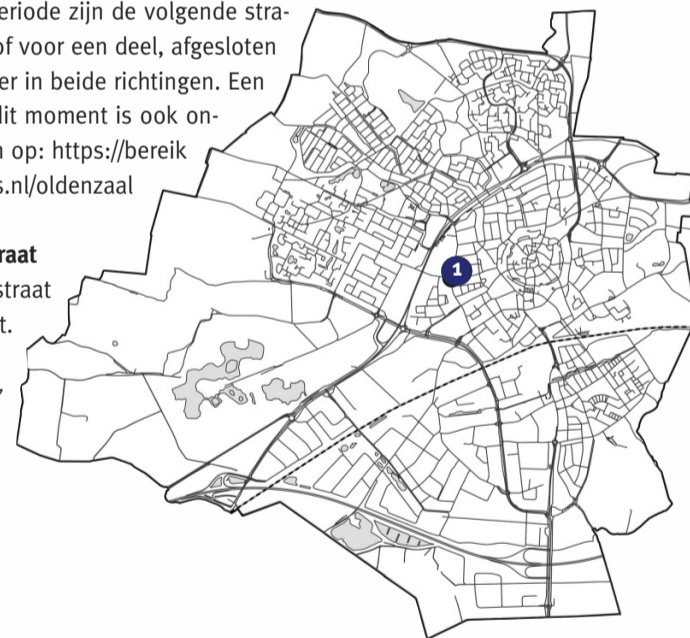 eriode zijn de volgende stra-
of voor een deel, afgesloten
er in beide richtingen. Een
dit moment is ook on-
op: https://bereik
s.nl/oldenzaal
raat
straat
t.
1